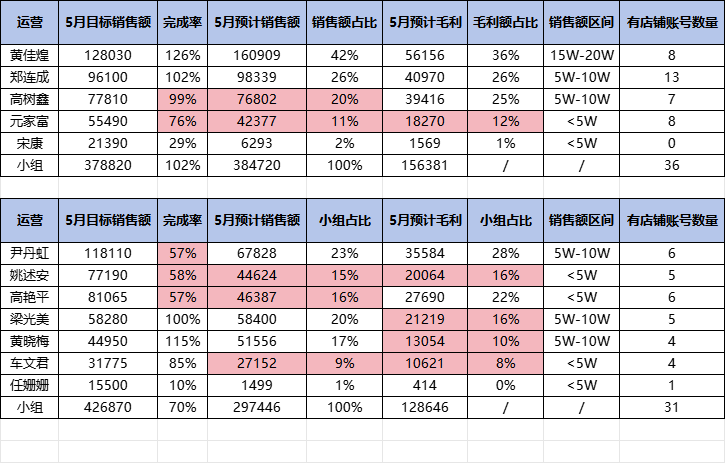 运营 5月目标销售额 完成率 5月预计销售额 销售额占比 5月预计毛利 毛利额占比 销售额区间 有店铺账号数量
黄佳煌 128030 126% 160909 42% 56156 36% 15W-20W 8
郑连成 96100 102% 98339 26% 40970 26% 5W-10W 13
高树鑫 77810 99% 76802 20% 39416 25% 5W-10W 7
元家富 55490 76% 42377 11% 18270 12% <5W 8
宋康 21390 29% 6293 2% 1569 1% <5W 0
小组 378820 102% 384720 100% 156381 / / 36
运营 5月目标销售额 完成率 5月预计销售额 小组占比 5月预计毛利 小组占比 销售额区间 有店铺账号数量
尹丹虹 118110 57% 67828 23% 35584 28% 5W-10W 6
姚述安 77190 58% 44624 15% 20064 16% <5W 5
高艳平 81065 57% 46387 16% 27690 22% <5W 6
梁光美 58280 100% 58400 20% 21219 16% 5W-10W 5
黄晓梅 44950 115% 51556 17% 13054 10% 5W-10W 4
车文君 31775 85% 27152 9% 10621 8% <5W 4
任姗姗 15500 10% 1499 1% 414 0% <5W 1
小组 426870 70% 297446 100% 128646 / / 31